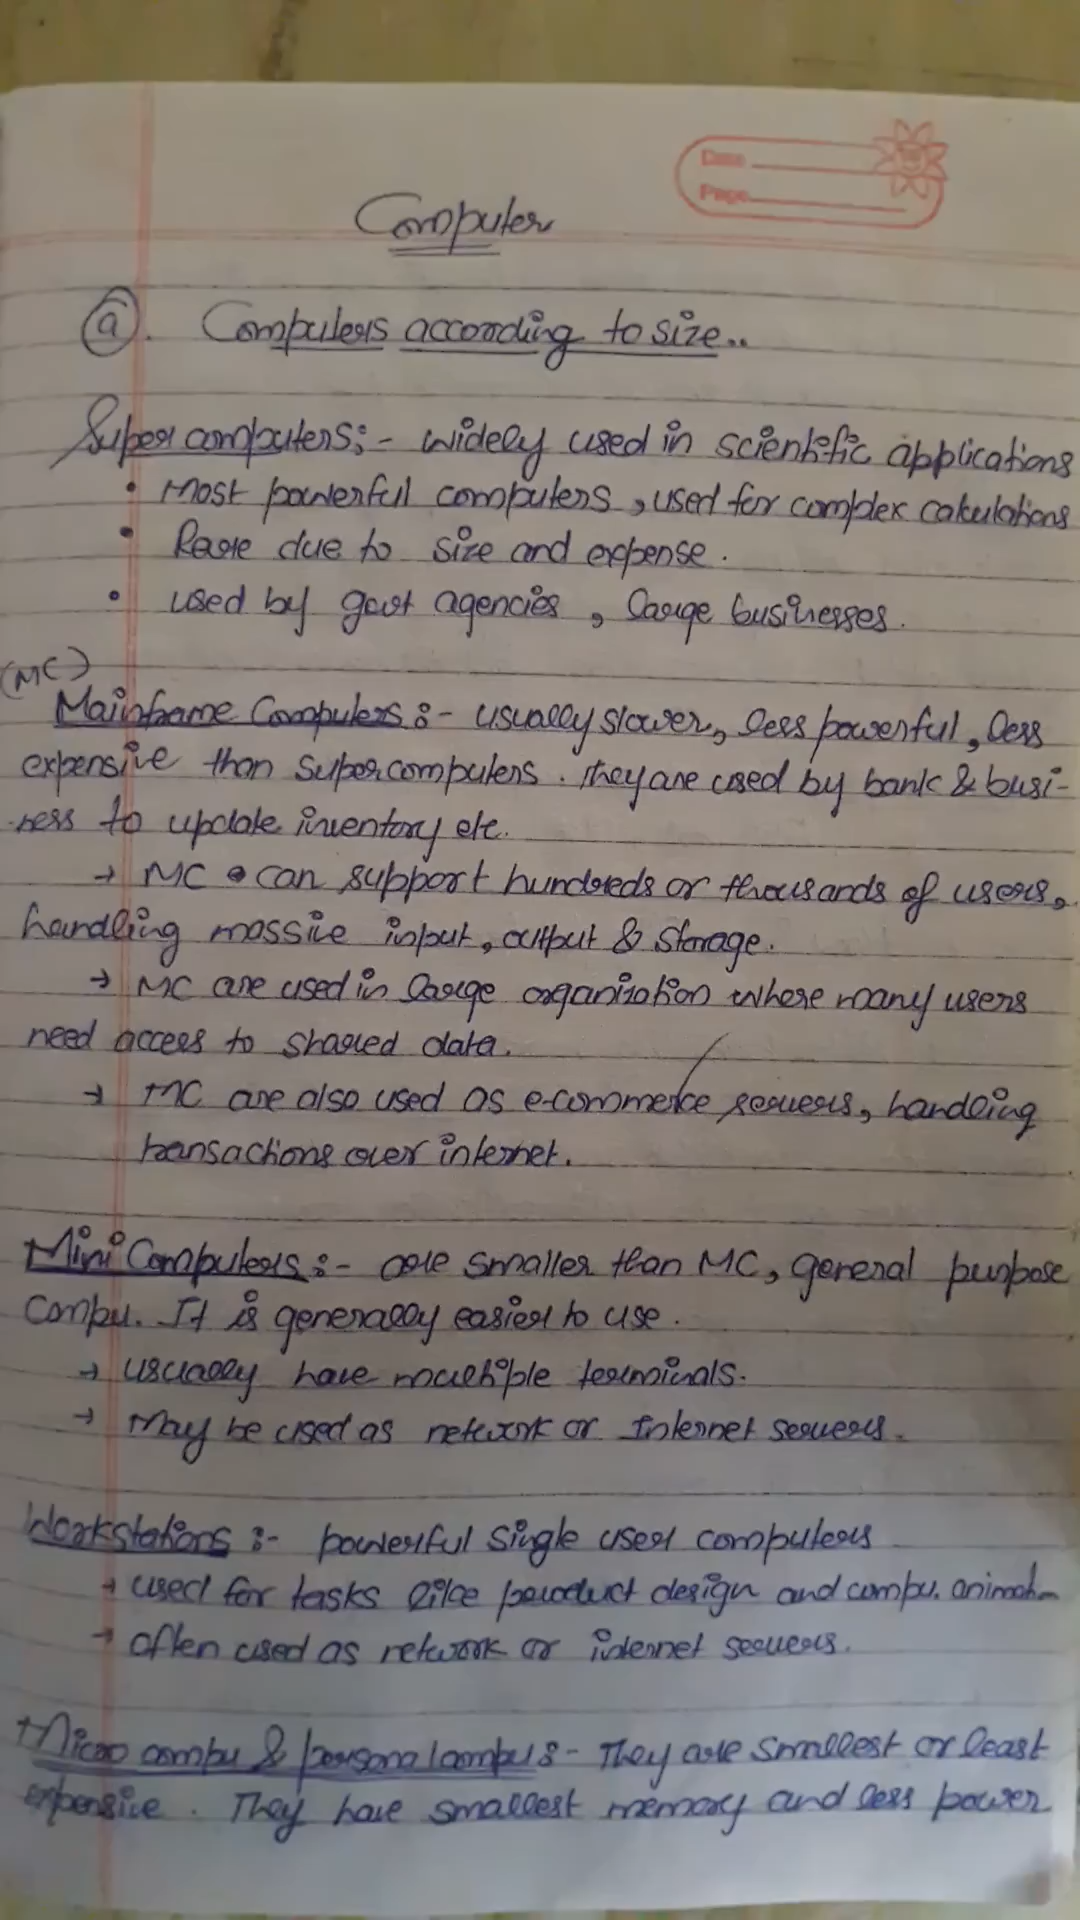 Date
Page
Computer
(a). Computers according to size..
Supercomputers:- widely used in scientific applications
• Most powerful computers, used for complex calculations
• Rare due to size and expense.
• used by govt agencies, large businesses.
(MC)
Mainframe Computers:- usually slower, less powerful, less
expensive than supercomputers. They are used by bank & busi-
ness to update inventory etc.
→ MC can support hundreds or thousands of users,
handling massive input, output & storage.
→ MC are used in large organization where many users
need access to shared data.
→ MC are also used as e-commerce servers, handling
transactions over internet.
Mini Computers:- are smaller than MC, general purpose
compu. It is generally easier to use.
→ usually have multiple terminals.
→ May be used as network or Internet servers.
Workstations:- powerful single user computers
→ used for tasks like product design and compu. animation
→ often used as network or internet servers.
Micro compu & personal compu:- They are smallest or least
expensive. They have smallest memory and less power